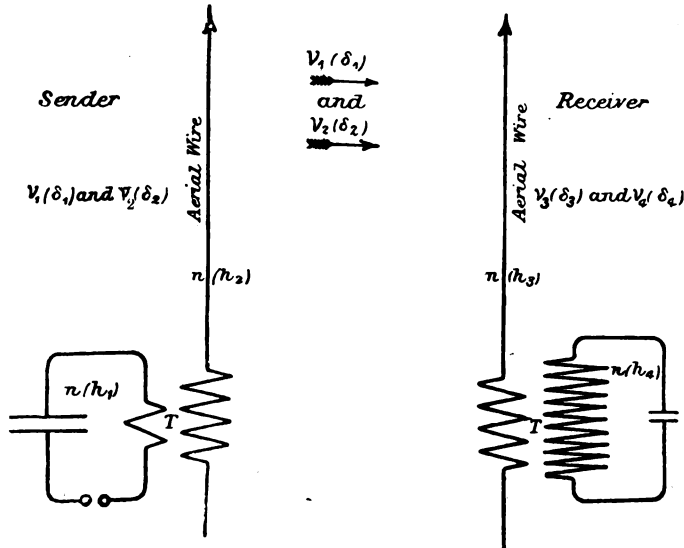 V₁(δ₁)
and
V₂(δ₂)
Sender
Receiver
Aerial Wire
Aerial Wire
V₁(δ₁) and V₂(δ₂)
V₃(δ₃) and V₄(δ₄)
n(h₂)
n(h₃)
n(h₁)
n(h₄)
T
T